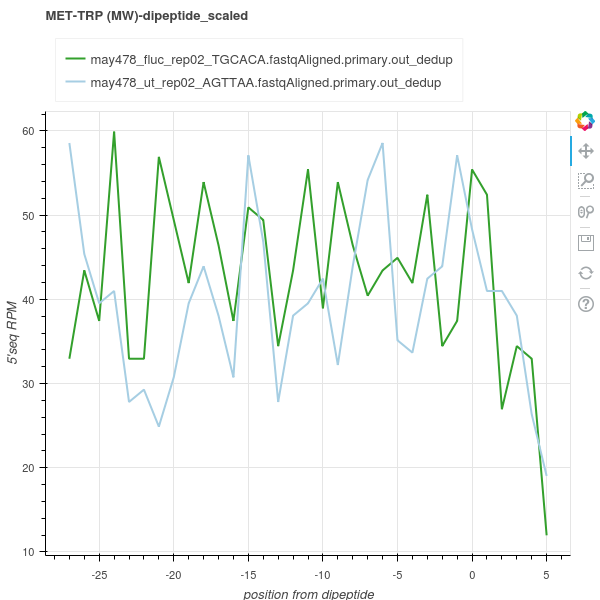 MET-TRP (MW)-dipeptide_scaled
may478_fluc_rep02_TGCACA.fastqAligned.primary.out_dedup
may478_ut_rep02_AGTTAA.fastqAligned.primary.out_dedup
60
50
40
30
20
10
5'seq RPM
-25
-20
-15
-10
-5
0
5
position from dipeptide